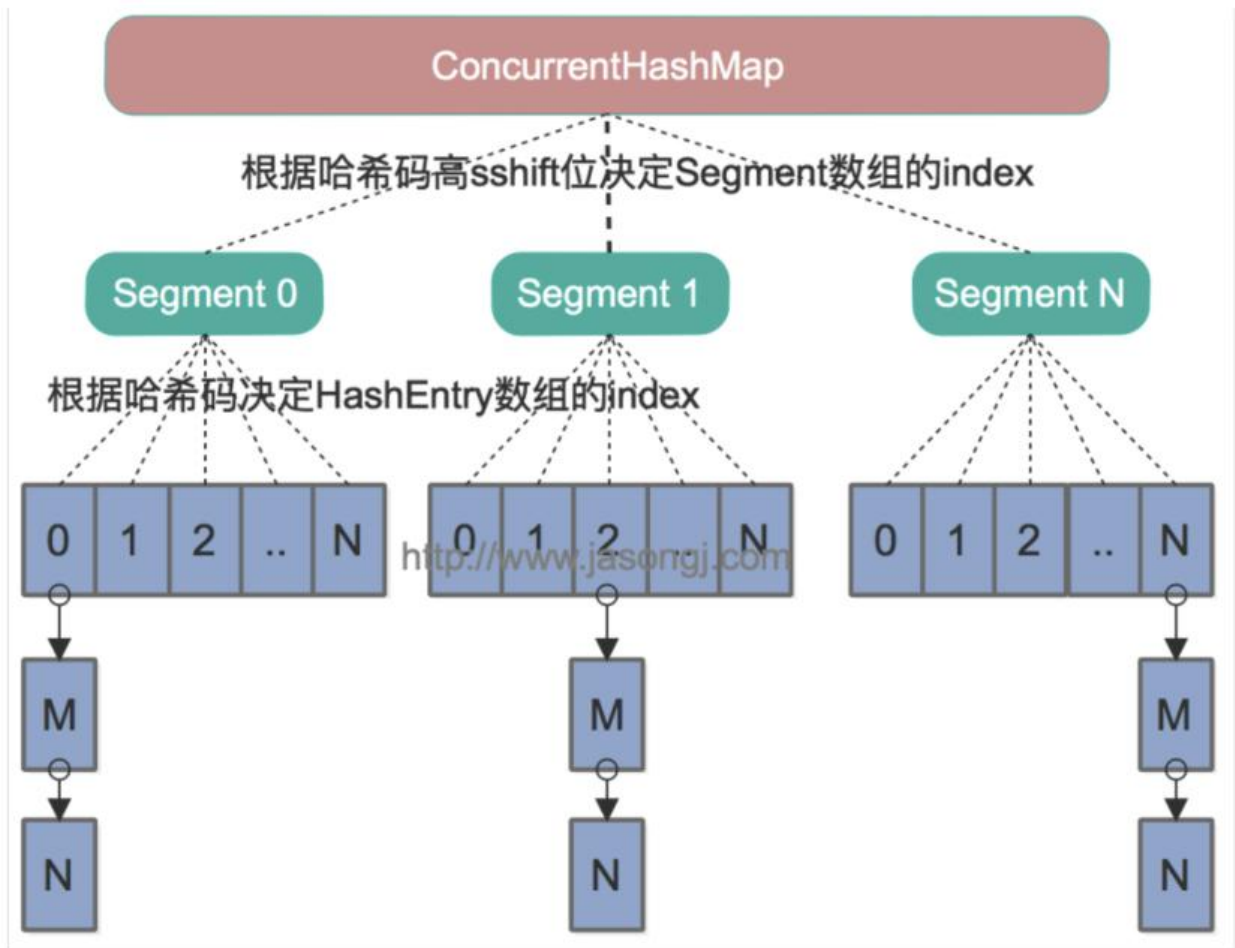 ConcurrentHashMap
根据哈希码高sshift位决定Segment数组的index
Segment 0
Segment 1
Segment N
根据哈希码决定HashEntry数组的index
0 1 2 .. N
0 1 2 .. N
0 1 2 .. N
http://www.jasongj.com
M
M
M
N
N
N